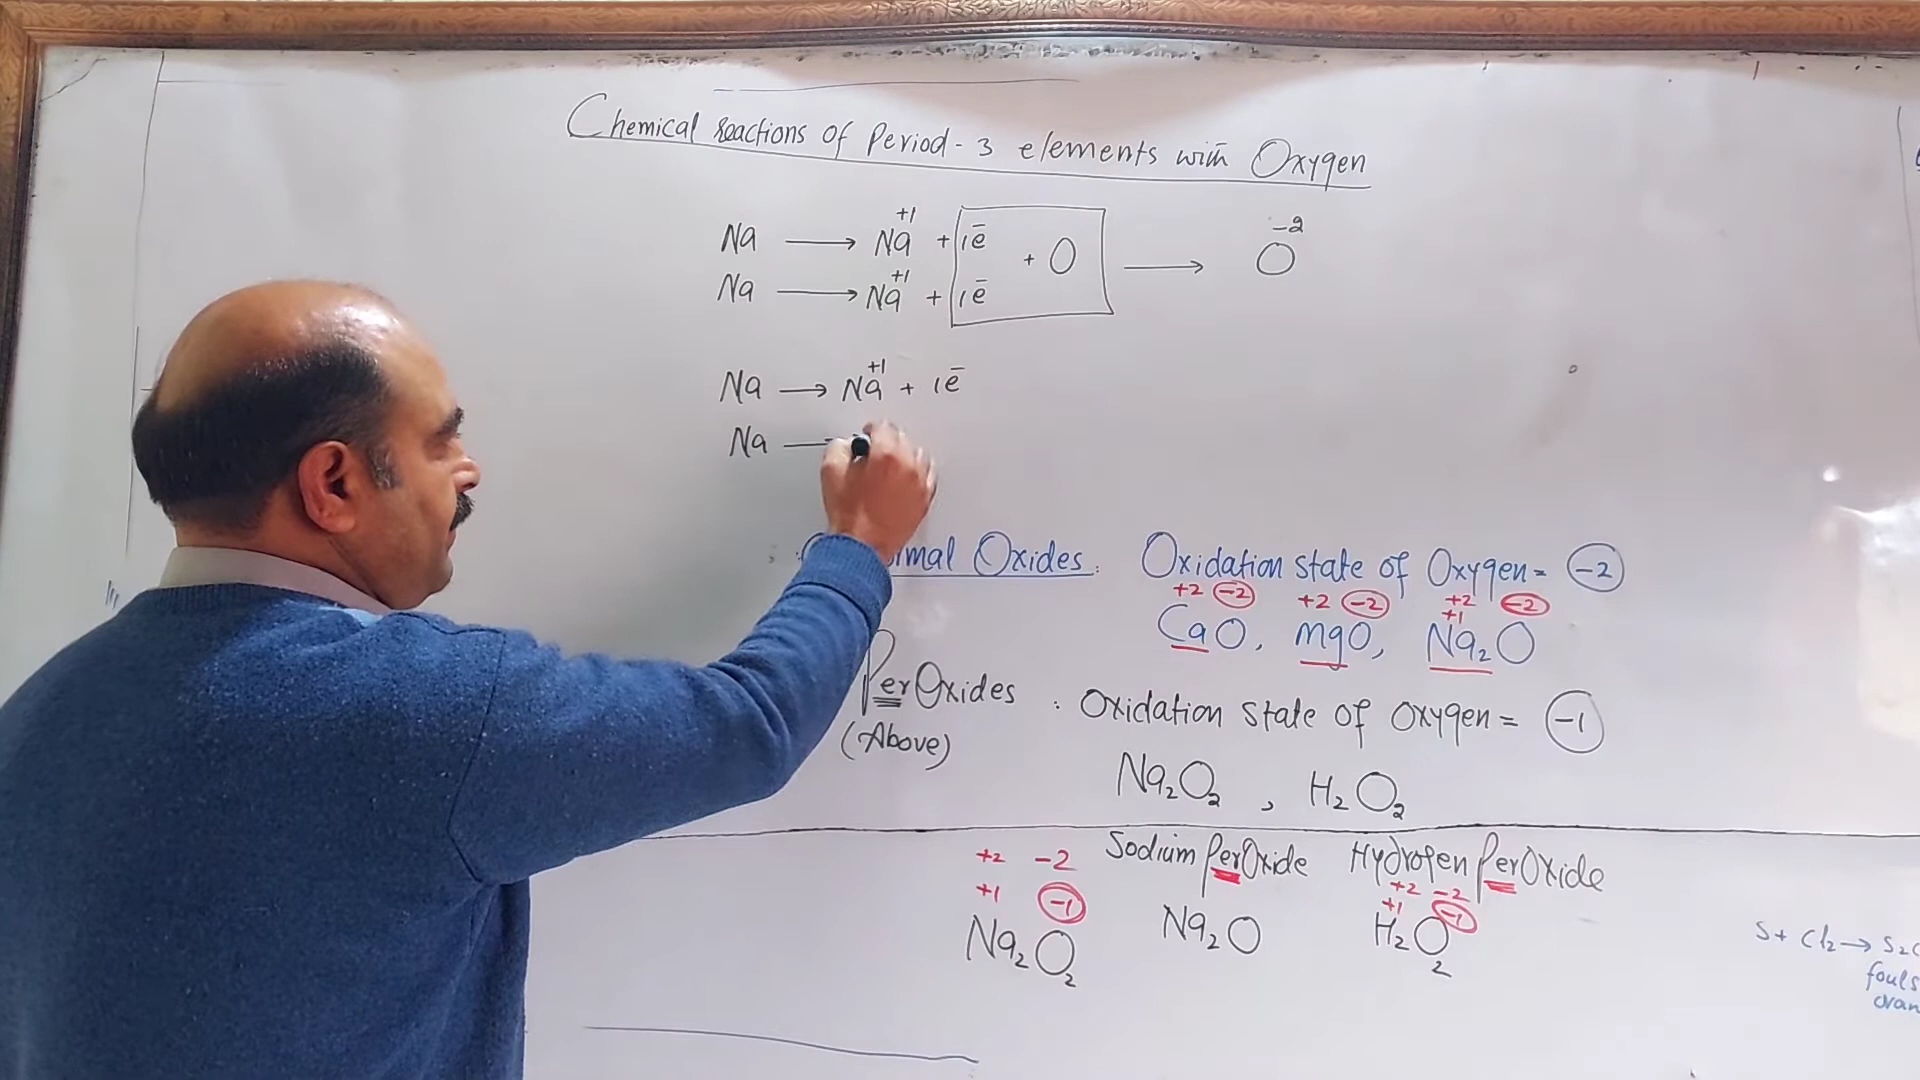 Chemical reactions of Period-3 elements with Oxygen
Na → Na +1 + 1ē + O → O -2
Na → Na +1 + 1ē
Na → Na +1 + 1ē
Na
Oxides: Oxidation state of Oxygen = -2
+2 -2 +2 -2 +2 -2
+1
CaO, MgO, Na₂O
PerOxides : Oxidation state of Oxygen = -1
(Above)
Na₂O₂, H₂O₂
Sodium PerOxide Hydrogen PerOxide
+2 -2 +2 -2
+1 -1 +1 -1
Na₂O₂ Na₂O H₂O₂
S + Cl₂ →